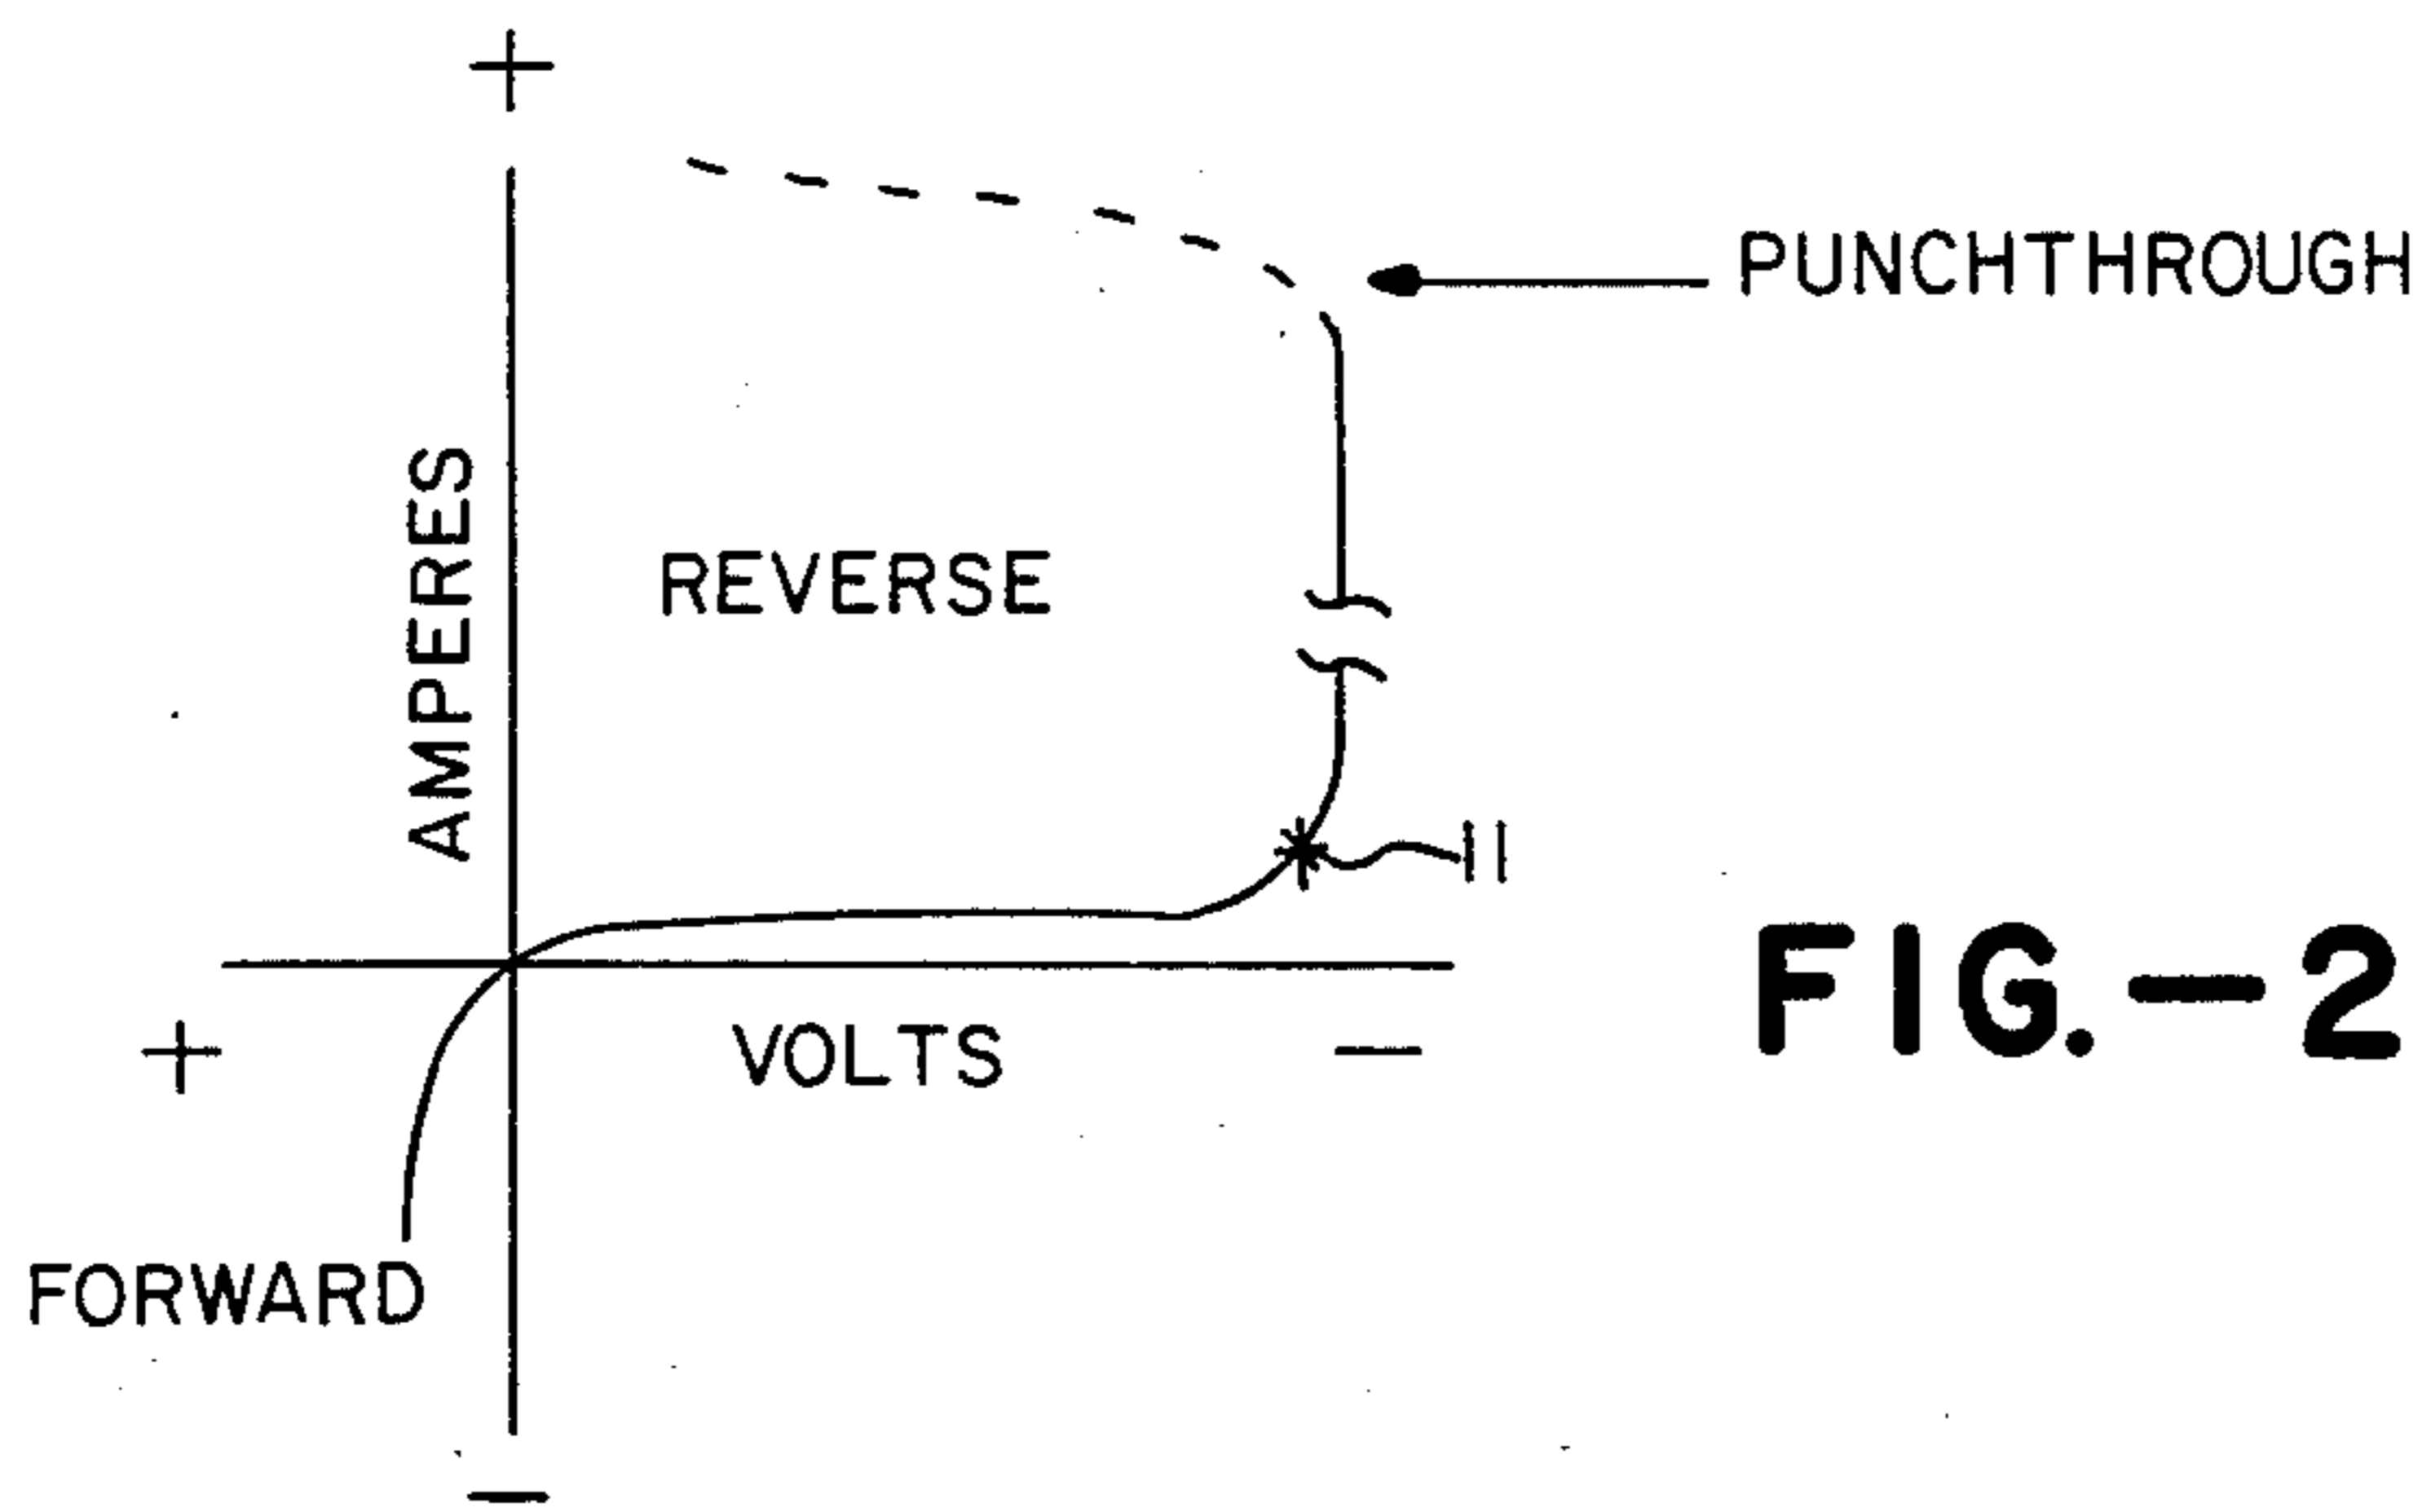 +
PUNCHTHROUGH
AMPERES
REVERSE
11
FIG.-2
+
VOLTS
−
FORWARD
−